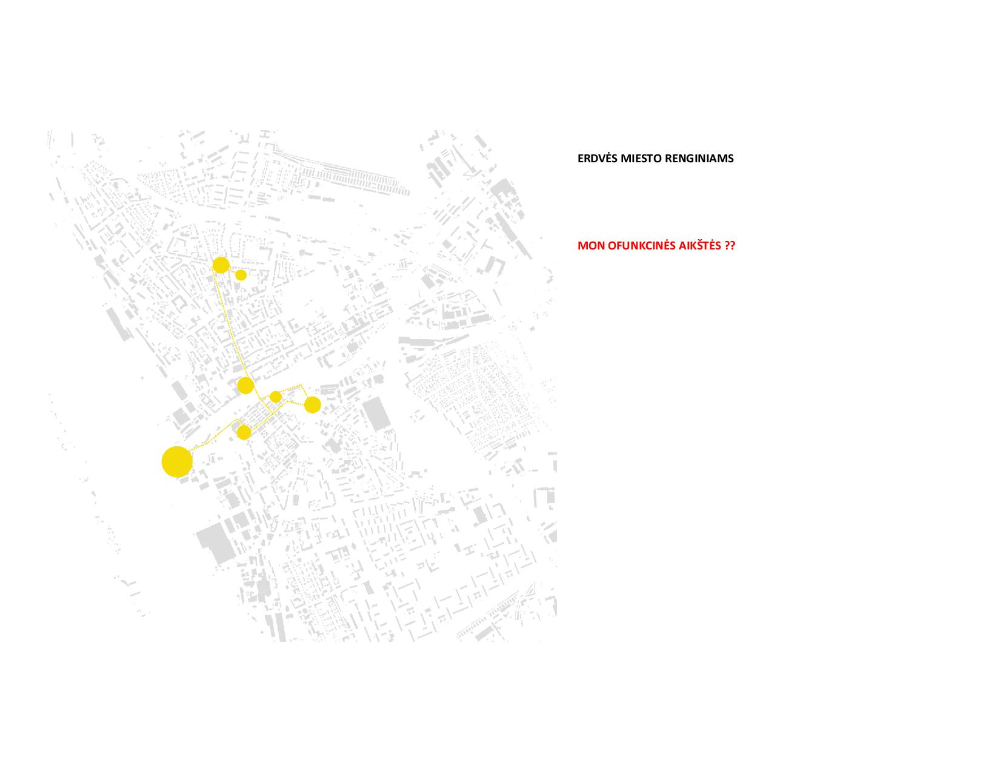 ERDVĖS MIESTO RENGINIAMS
MON OFUNKCINĖS AIKŠTĖS ??